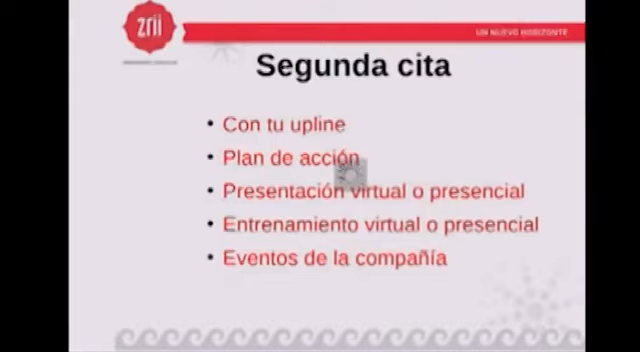 zrii
UN NUEVO HORIZONTE
Segunda cita
• Con tu upline
• Plan de acción
• Presentación virtual o presencial
• Entrenamiento virtual o presencial
• Eventos de la compañía